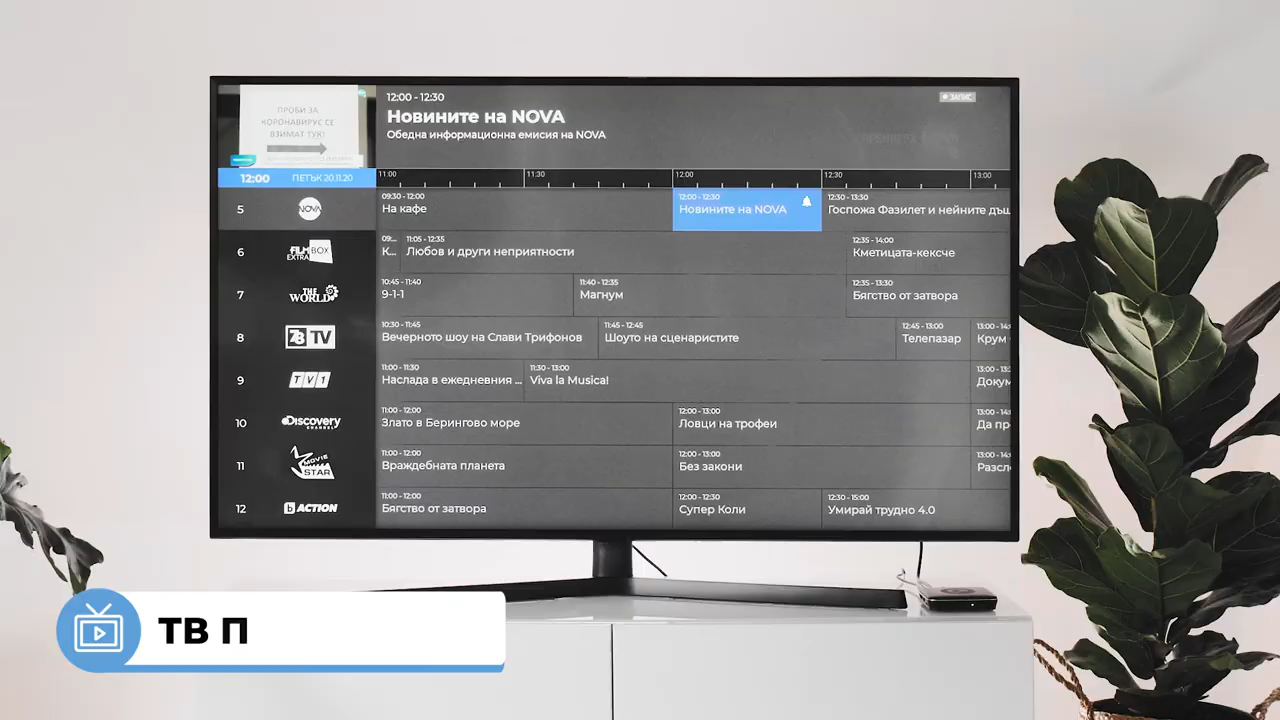 ПРОБИ ЗА
КОРОНАВИРУС СЕ
ВЗИМАТ ТУК!
12:00 - 12:30
ЗАПИС
Новините на NOVA
Обедна информационна емисия на NOVA
12:00 ПЕТЪК 20.11.20
11:00 11:30 12:00 12:30 13:00
5 NOVA
09:30 - 12:00
На кафе
12:00 - 12:30
Новините на NOVA
12:30 - 13:30
Госпожа Фазилет и нейните дъщ
6 FILMBOX EXTRA
09:...
К...
11:05 - 12:35
Любов и други неприятности
12:35 - 14:00
Кметицата-кексче
7 THE WORLD
10:45 - 11:40
9-1-1
11:40 - 12:35
Магнум
12:35 - 13:30
Бягство от затвора
8 7/8 TV
10:30 - 11:45
Вечерното шоу на Слави Трифонов
11:45 - 12:45
Шоуто на сценаристите
12:45 - 13:00
Телепазар
13:00 - 14:
Крум
9 TV1
11:00 - 11:30
Наслада в ежедневния ...
11:30 - 13:00
Viva la Musica!
13:00 - 13:
Докум
10 Discovery CHANNEL
11:00 - 12:00
Злато в Берингово море
12:00 - 13:00
Ловци на трофеи
13:00 - 14:
Да пр
11 MOVIE STAR
11:00 - 12:00
Враждебната планета
12:00 - 13:00
Без закони
13:00 - 14:
Разсл
12 b ACTION
11:00 - 12:00
Бягство от затвора
12:00 - 12:30
Супер Коли
12:30 - 15:00
Умирай трудно 4.0
ТВ П